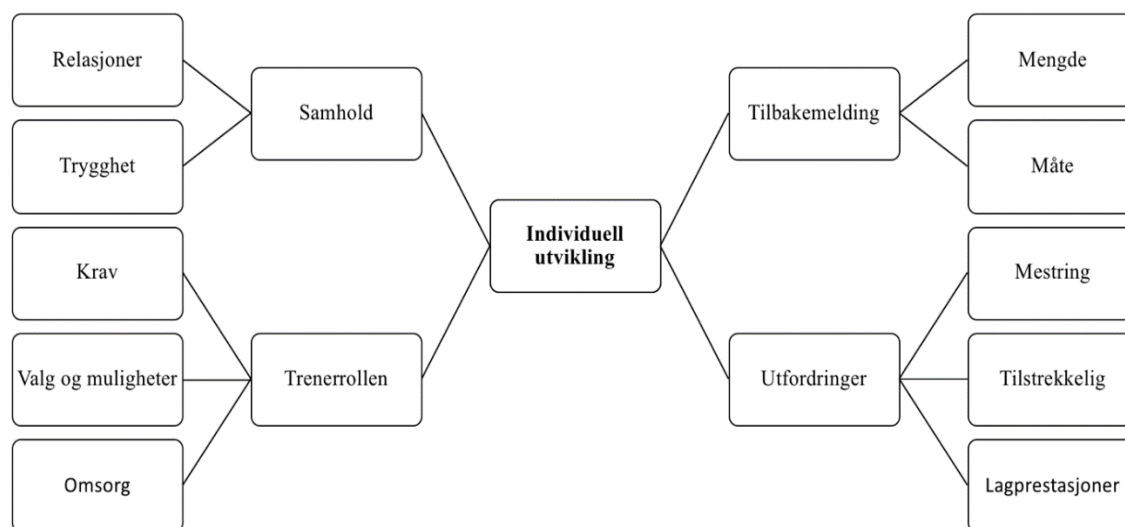 Relasjoner
Samhold
Trygghet
Krav
Valg og muligheter
Trenerrollen
Omsorg
Individuell
utvikling
Tilbakemelding
Mengde
Måte
Utfordringer
Mestring
Tilstrekkelig
Lagprestasjoner